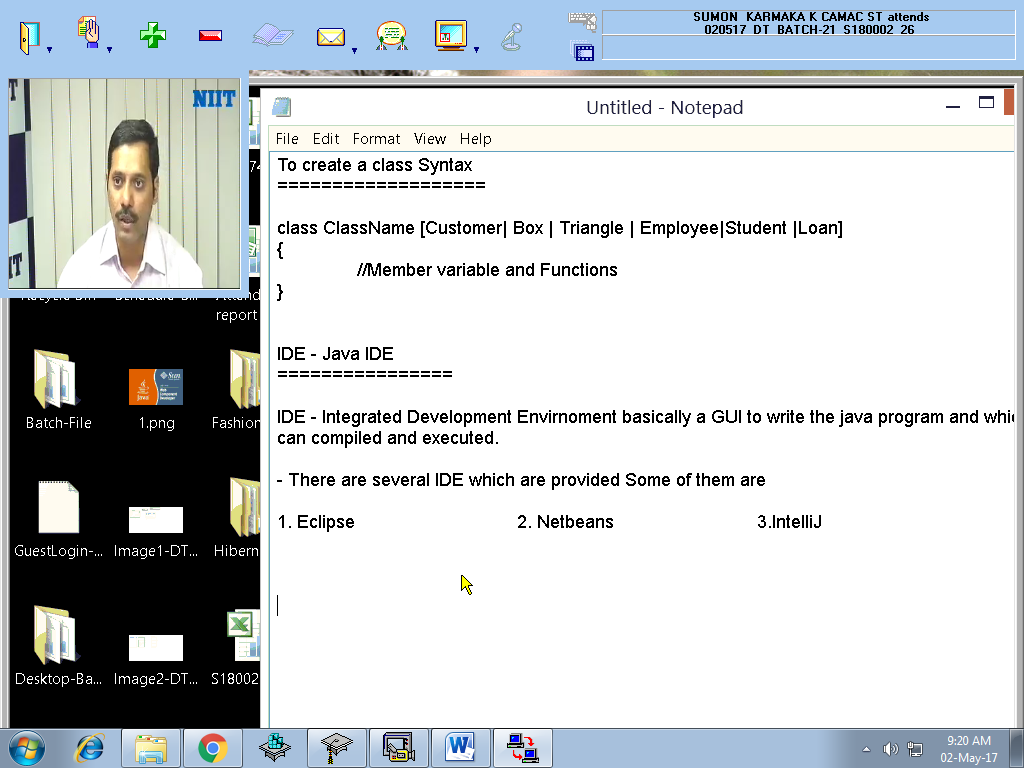 SUMON KARMAKA K CAMAC ST attends
020517 DT BATCH-21 S180002 26
NIIT
Untitled - Notepad
File Edit Format View Help
To create a class Syntax
===================
class ClassName [Customer| Box | Triangle | Employee|Student |Loan]
{
//Member variable and Functions
}
IDE - Java IDE
================
IDE - Integrated Development Envirnoment basically a GUI to write the java program and whic
can compiled and executed.
- There are several IDE which are provided Some of them are
1. Eclipse 2. Netbeans 3.IntelliJ
report
Batch-File 1.png Fashion
GuestLogin-... Image1-DT... Hibern
Desktop-Ba... Image2-DT... S18002
9:20 AM
02-May-17